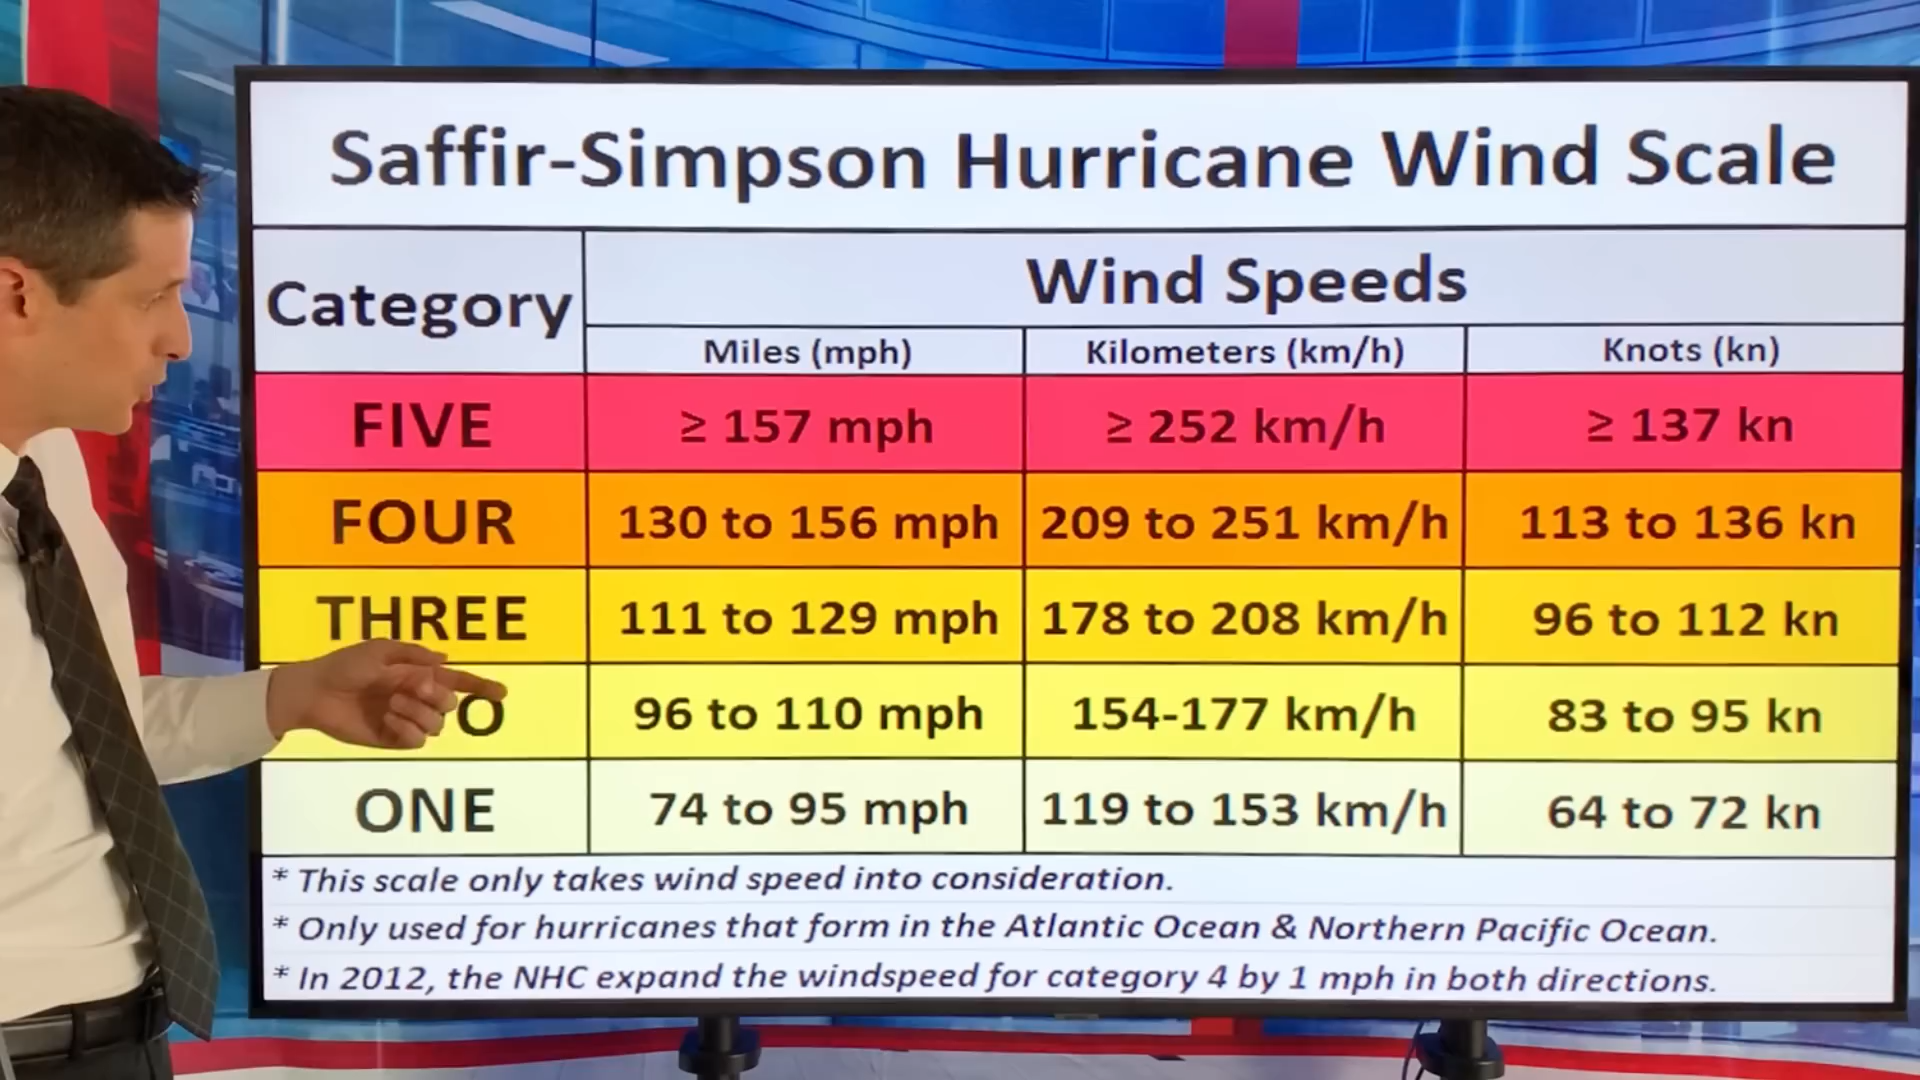 Saffir-Simpson Hurricane Wind Scale
Category
Wind Speeds
Miles (mph) Kilometers (km/h) Knots (kn)
FIVE ≥ 157 mph ≥ 252 km/h ≥ 137 kn
FOUR 130 to 156 mph 209 to 251 km/h 113 to 136 kn
THREE 111 to 129 mph 178 to 208 km/h 96 to 112 kn
96 to 110 mph 154-177 km/h 83 to 95 kn
ONE 74 to 95 mph 119 to 153 km/h 64 to 72 kn
* This scale only takes wind speed into consideration.
* Only used for hurricanes that form in the Atlantic Ocean & Northern Pacific Ocean.
* In 2012, the NHC expand the windspeed for category 4 by 1 mph in both directions.